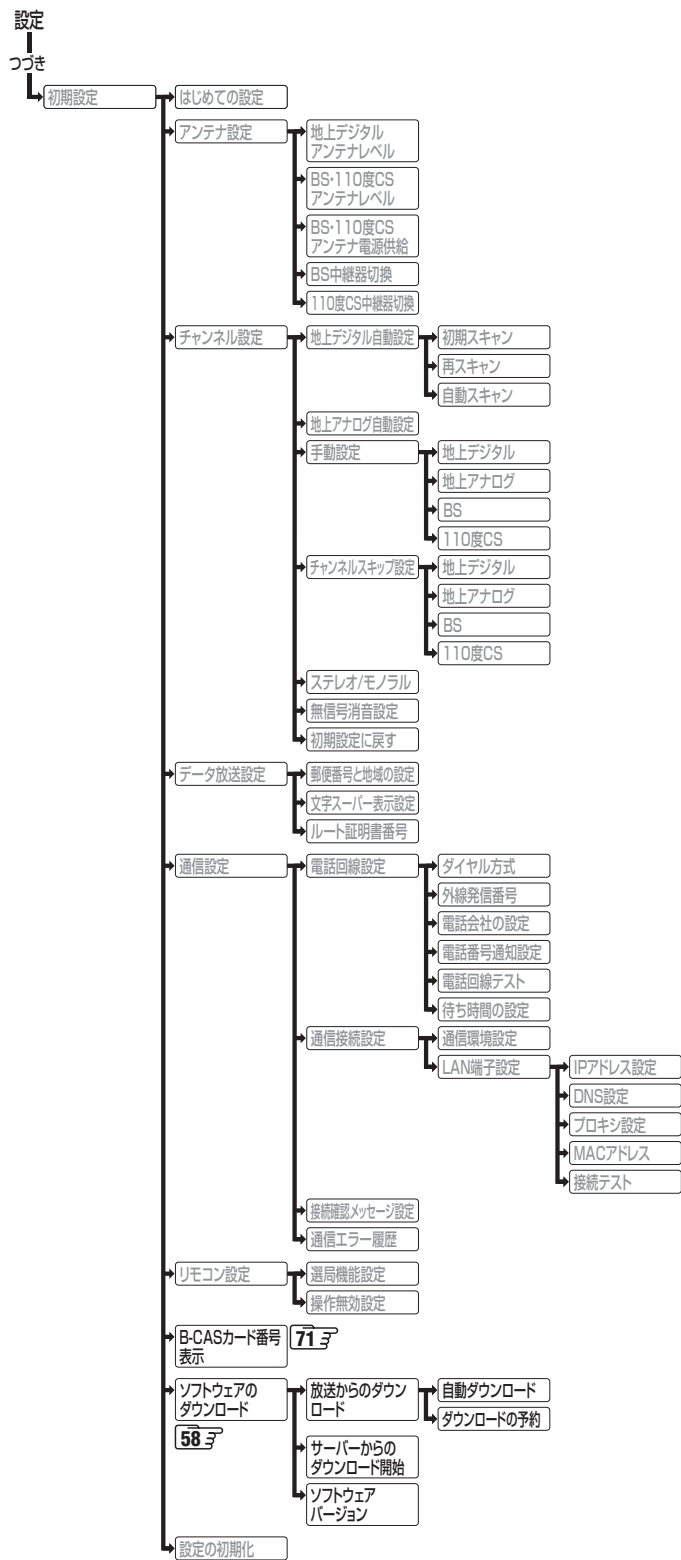 設定
つづき
初期設定
はじめての設定
アンテナ設定
地上デジタル
アンテナレベル
BS・110度CS
アンテナレベル
BS・110度CS
アンテナ電源供給
BS中継器切換
110度CS中継器切換
チャンネル設定
地上デジタル自動設定
初期スキャン
再スキャン
自動スキャン
地上アナログ自動設定
手動設定
地上デジタル
地上アナログ
BS
110度CS
チャンネルスキップ設定
地上デジタル
地上アナログ
BS
110度CS
ステレオ/モノラル
無信号消音設定
初期設定に戻す
データ放送設定
郵便番号と地域の設定
文字スーパー表示設定
ルート証明書番号
通信設定
電話回線設定
ダイヤル方式
外線発信番号
電話会社の設定
電話番号通知設定
電話回線テスト
待ち時間の設定
通信接続設定
通信環境設定
LAN端子設定
IPアドレス設定
DNS設定
プロキシ設定
MACアドレス
接続テスト
接続確認メッセージ設定
通信エラー履歴
リモコン設定
選局機能設定
操作無効設定
B-CASカード番号
表示
71
ソフトウェアの
ダウンロード
58
放送からのダウン
ロード
自動ダウンロード
ダウンロードの予約
サーバーからの
ダウンロード開始
ソフトウェア
バージョン
設定の初期化